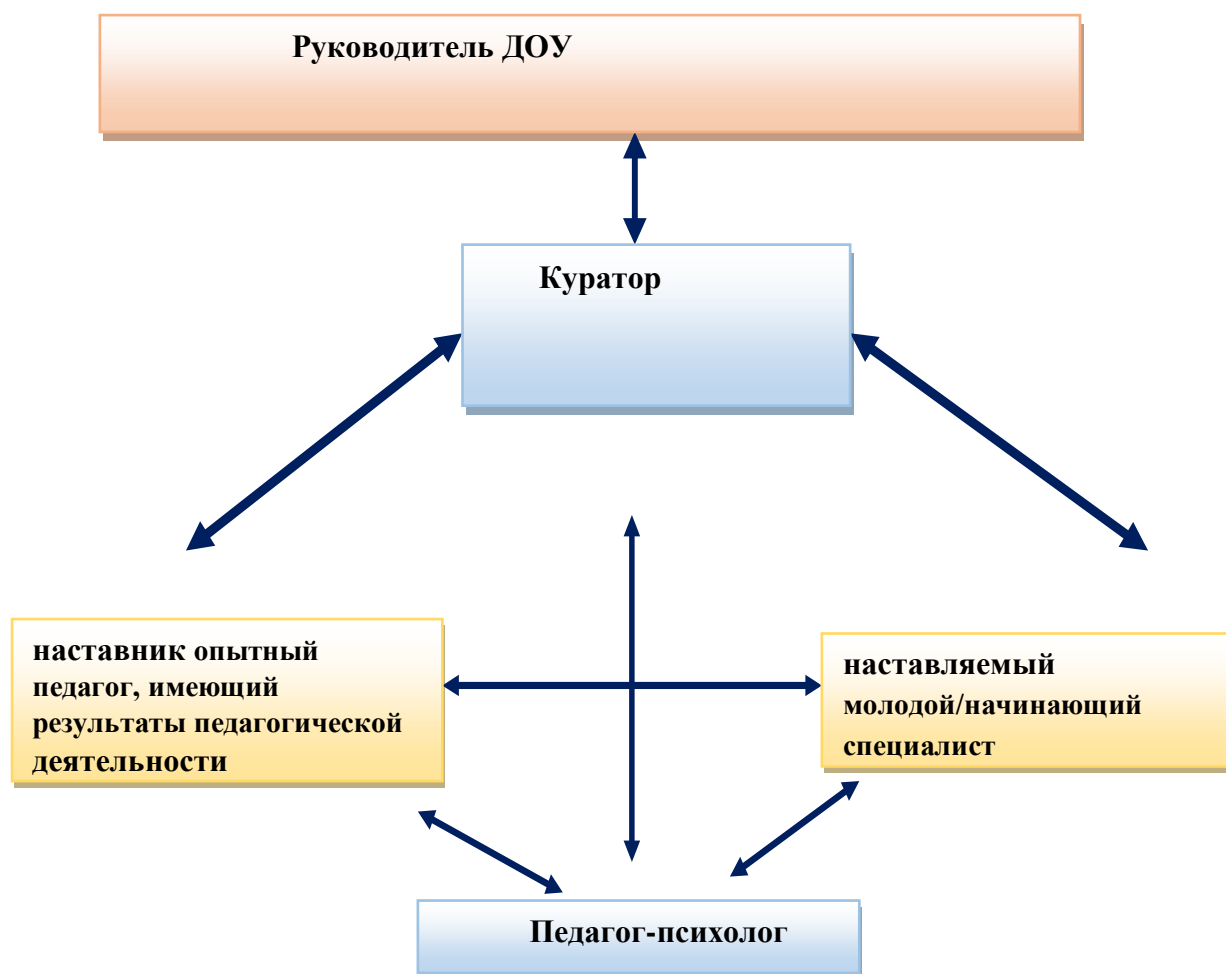 Руководитель ДОУ
Куратор
наставник опытный
педагог, имеющий
результаты педагогической
деятельности
наставляемый
молодой/начинающий
специалист
Педагог-психолог